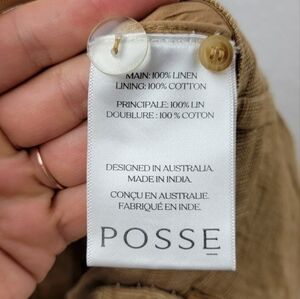 MAIN: 100% LINEN
LINING: 100% COTTON
PRINCIPALE: 100% LIN
DOUBLURE : 100 % COTON
DESIGNED IN AUSTRALIA.
MADE IN INDIA.
CONÇU EN AUSTRALIE.
FABRIQUÉ EN INDE.
POSSE